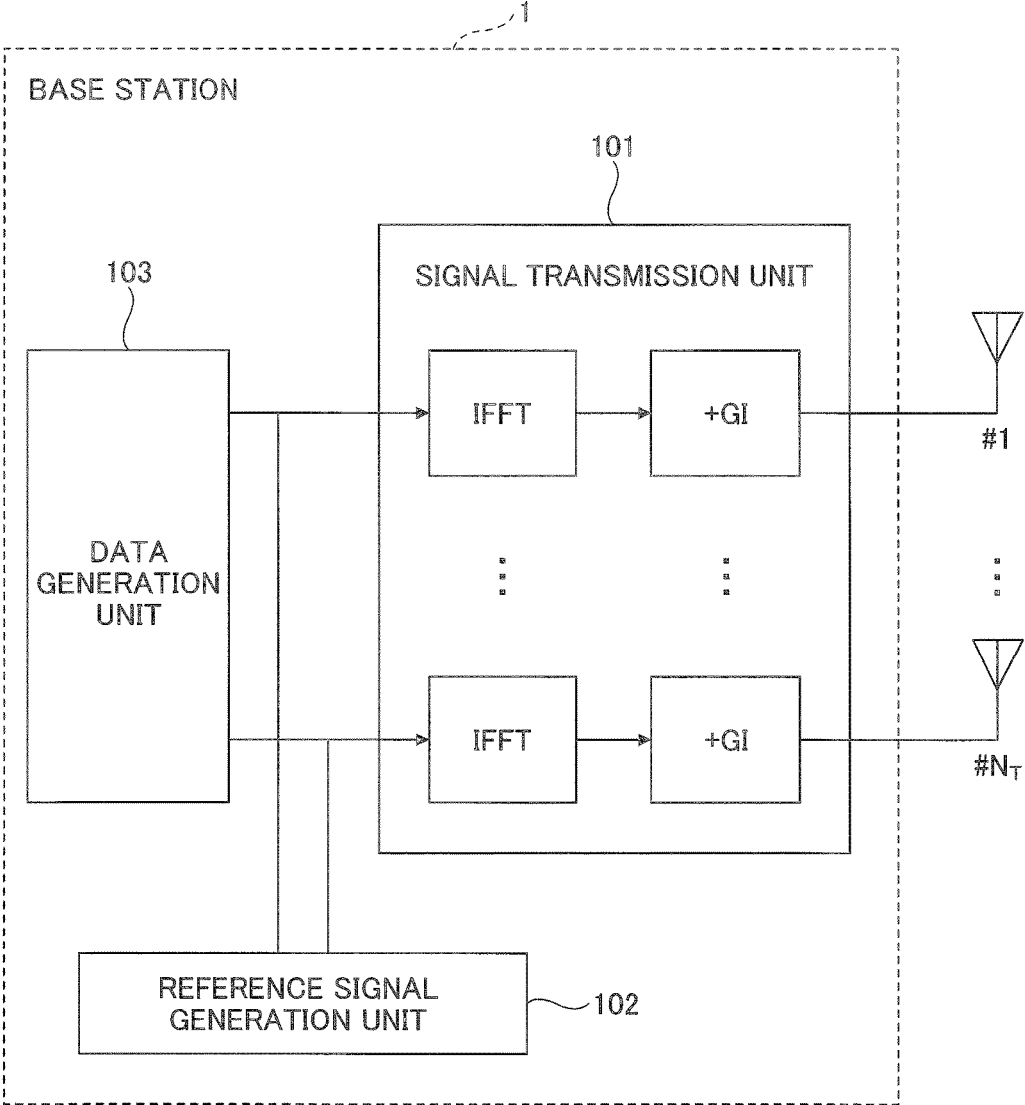 1
BASE STATION
101
SIGNAL TRANSMISSION UNIT
103
IFFT
+GI
#1
DATA
GENERATION
UNIT
IFFT
+GI
#N_T
REFERENCE SIGNAL
GENERATION UNIT
102